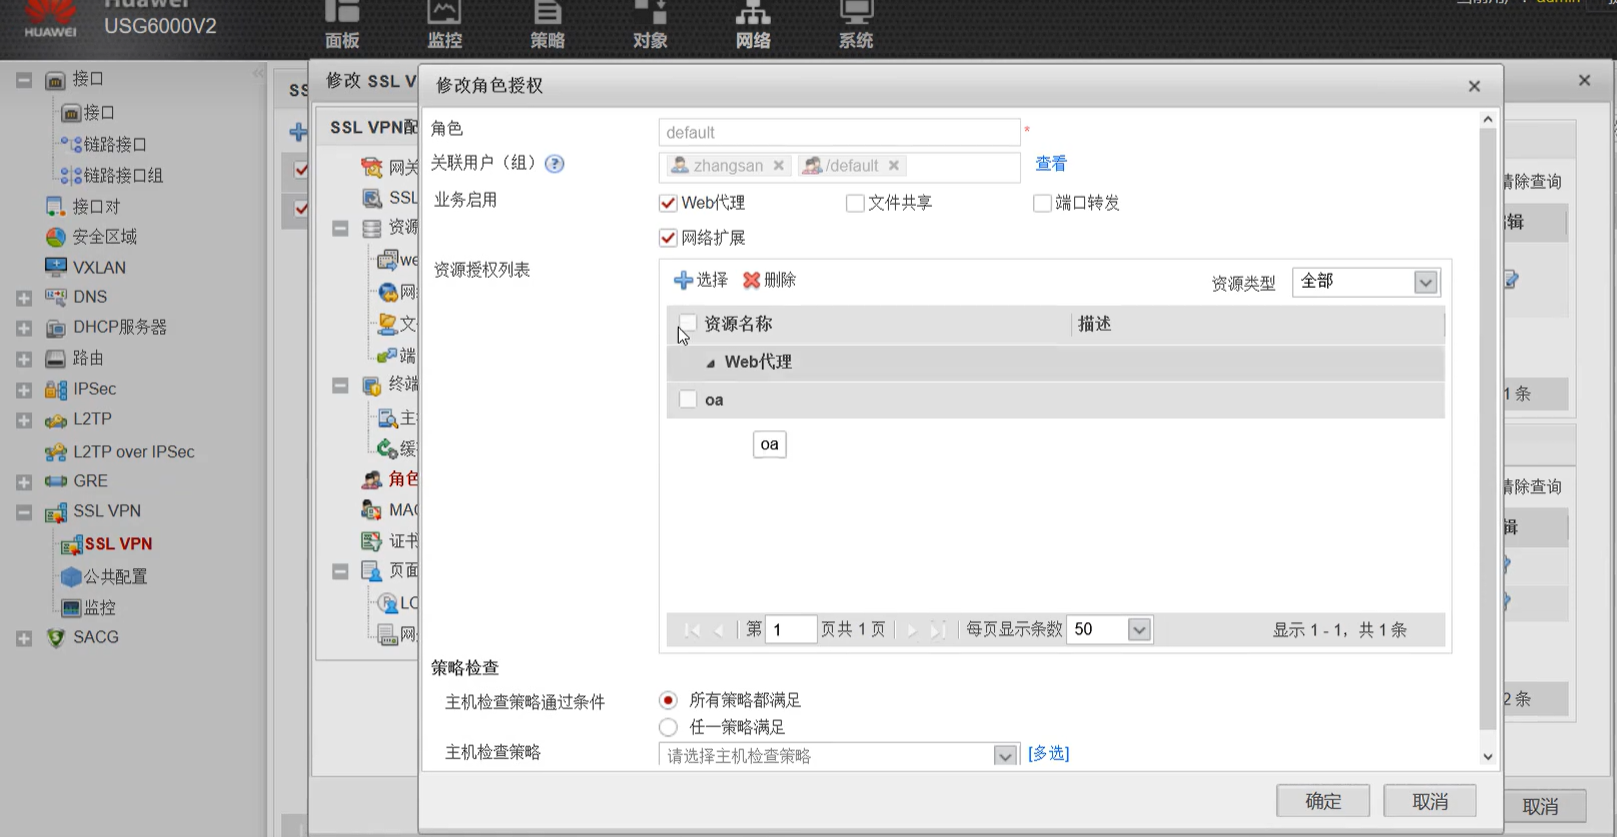 HUAWEI
Huawei
USG6000V2
面板
监控
策略
对象
网络
系统
admin
接口
接口
链路接口
链路接口组
接口对
安全区域
VXLAN
DNS
DHCP服务器
路由
IPSec
L2TP
L2TP over IPSec
GRE
SSL VPN
SSL VPN
公共配置
监控
SACG
修改 SSL V
SSL VPN配
网关
SSL
资源
we
网
文
端
终端
主
缓
角色
MAC
证书
页面
LO
网
修改角色授权
角色
default
*
关联用户（组）
zhangsan
/default
查看
业务启用
Web代理
文件共享
端口转发
网络扩展
资源授权列表
选择
删除
资源类型
全部
资源名称
描述
Web代理
oa
oa
第 1 页共 1 页
每页显示条数 50
显示 1 - 1，共 1 条
策略检查
主机检查策略通过条件
所有策略都满足
任一策略满足
主机检查策略
请选择主机检查策略
[多选]
确定
取消
清除查询
辑
1 条
清除查询
辑
2 条
取消